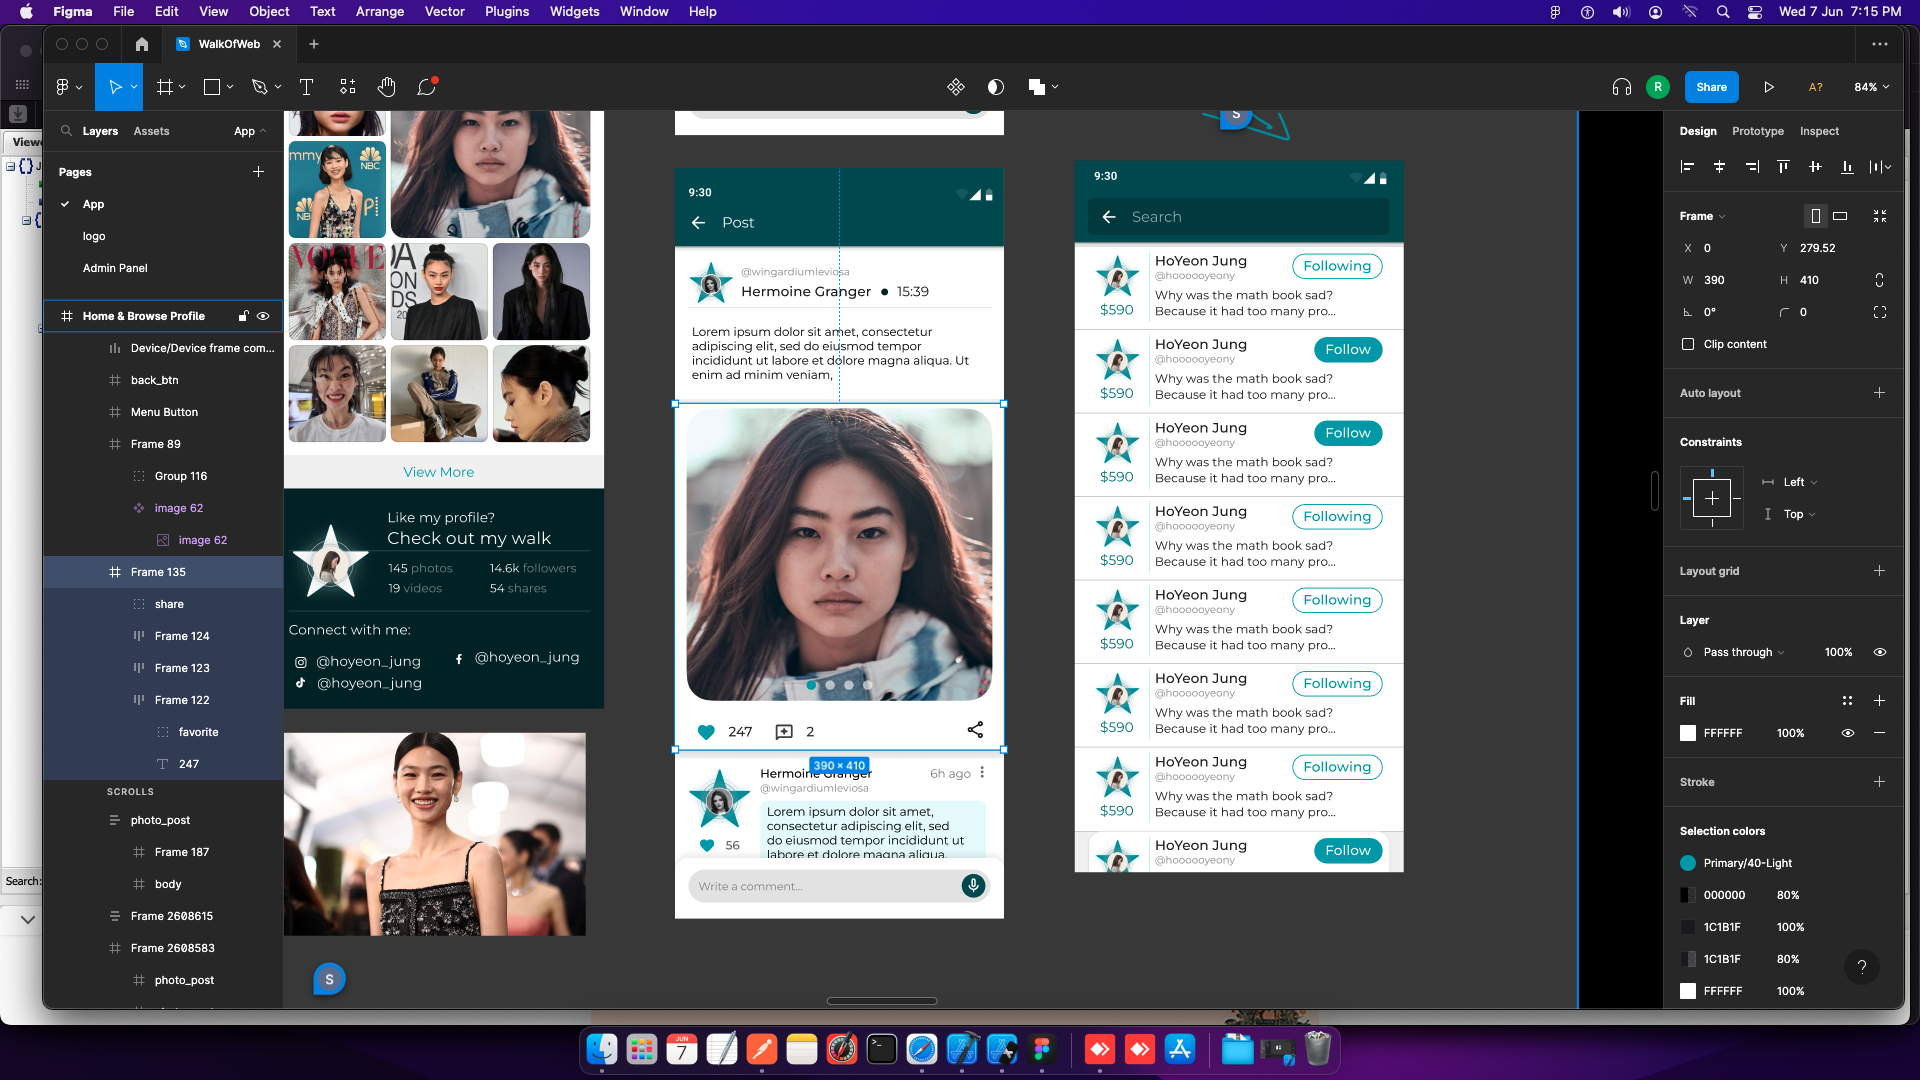 Figma File Edit View Object Text Arrange Vector Plugins Widgets Window Help
Wed 7 Jun 7:15 PM
WalkOfWeb
R
Share
A?
84%
Layers
Assets
App
Pages
App
logo
Admin Panel
Home & Browse Profile
Device/Device frame com...
back_btn
Menu Button
Frame 89
Group 116
image 62
image 62
Frame 135
share
Frame 124
Frame 123
Frame 122
favorite
247
SCROLLS
photo_post
Frame 187
body
Frame 2608615
Frame 2608583
photo_post
Search:
NBC
VOGUE
View More
Like my profile?
Check out my walk
145 photos
14.6k followers
19 videos
54 shares
Connect with me:
@hoyeon_jung
@hoyeon_jung
@hoyeon_jung
S
9:30
Post
@wingardiumleviosa
Hermoine Granger
15:39
Lorem ipsum dolor sit amet, consectetur
adipiscing elit, sed do eiusmod tempor
incididunt ut labore et dolore magna aliqua. Ut
enim ad minim veniam,
247
2
390 × 410
Hermoine Granger
6h ago
@wingardiumleviosa
Lorem ipsum dolor sit amet,
consectetur adipiscing elit, sed
do eiusmod tempor incididunt ut
labore et dolore magna aliqua.
56
Write a comment...
S
9:30
Search
HoYeon Jung
@hoooooyeony
Following
Why was the math book sad?
Because it had too many pro...
$590
HoYeon Jung
@hoooooyeony
Follow
Why was the math book sad?
Because it had too many pro...
$590
HoYeon Jung
@hoooooyeony
Follow
Why was the math book sad?
Because it had too many pro...
$590
HoYeon Jung
@hoooooyeony
Following
Why was the math book sad?
Because it had too many pro...
$590
HoYeon Jung
@hoooooyeony
Following
Why was the math book sad?
Because it had too many pro...
$590
HoYeon Jung
@hoooooyeony
Following
Why was the math book sad?
Because it had too many pro...
$590
HoYeon Jung
@hoooooyeony
Following
Why was the math book sad?
Because it had too many pro...
$590
HoYeon Jung
@hoooooyeony
Follow
Design
Prototype
Inspect
Frame
X 0
Y 279.52
W 390
H 410
0°
0
Clip content
Auto layout
Constraints
Left
Top
Layout grid
Layer
Pass through
100%
Fill
FFFFFF
100%
Stroke
Selection colors
Primary/40-Light
000000
80%
1C1B1F
100%
1C1B1F
80%
FFFFFF
100%
?
JUN
7